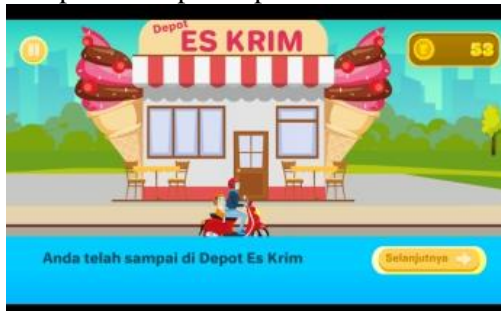 Depot
ES KRIM
53
Anda telah sampai di Depot Es Krim
Selanjutnya